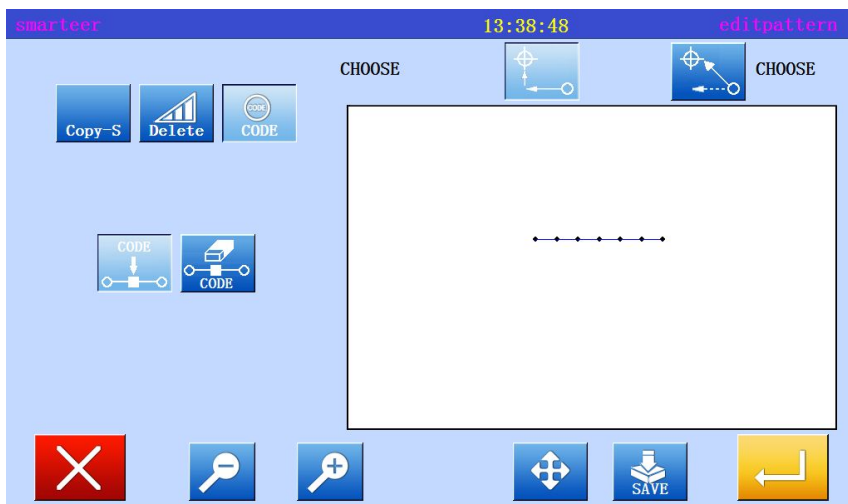 smarteer 13:38:48 editpattern
CHOOSE CHOOSE
Copy-S Delete CODE CODE
CODE CODE
SAVE